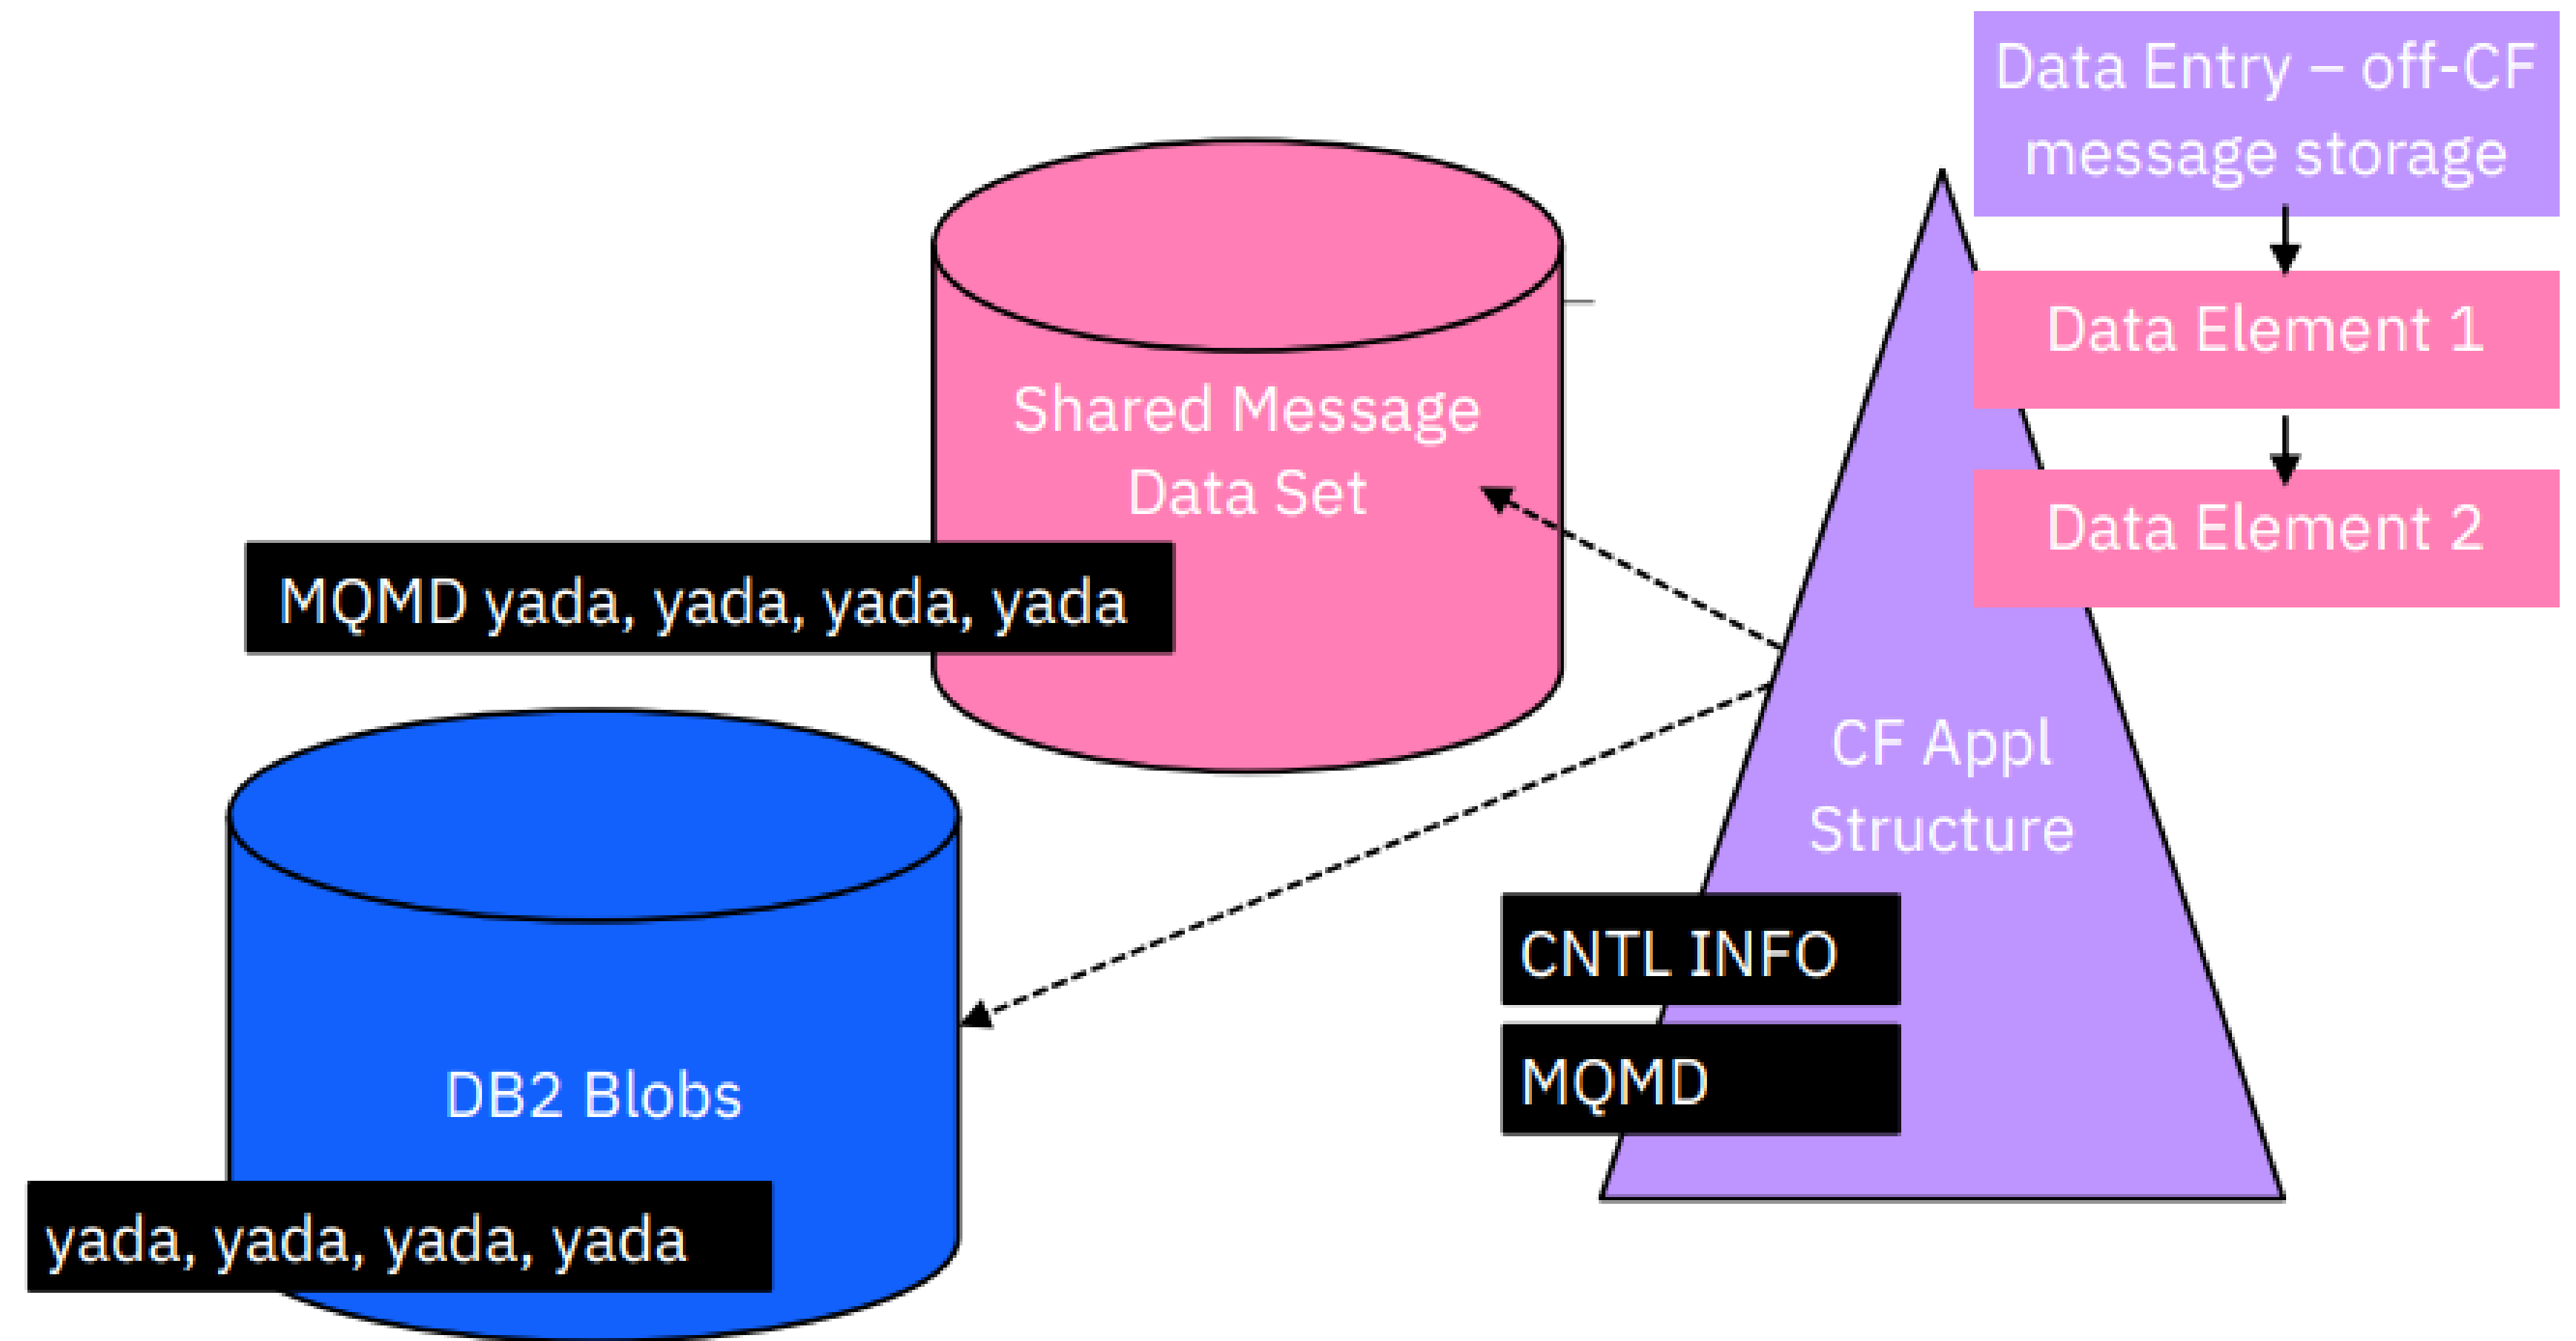 Data Entry – off-CF
message storage
Data Element 1
Data Element 2
Shared Message
Data Set
MQMD yada, yada, yada, yada
CF Appl
Structure
CNTL INFO
MQMD
DB2 Blobs
yada, yada, yada, yada